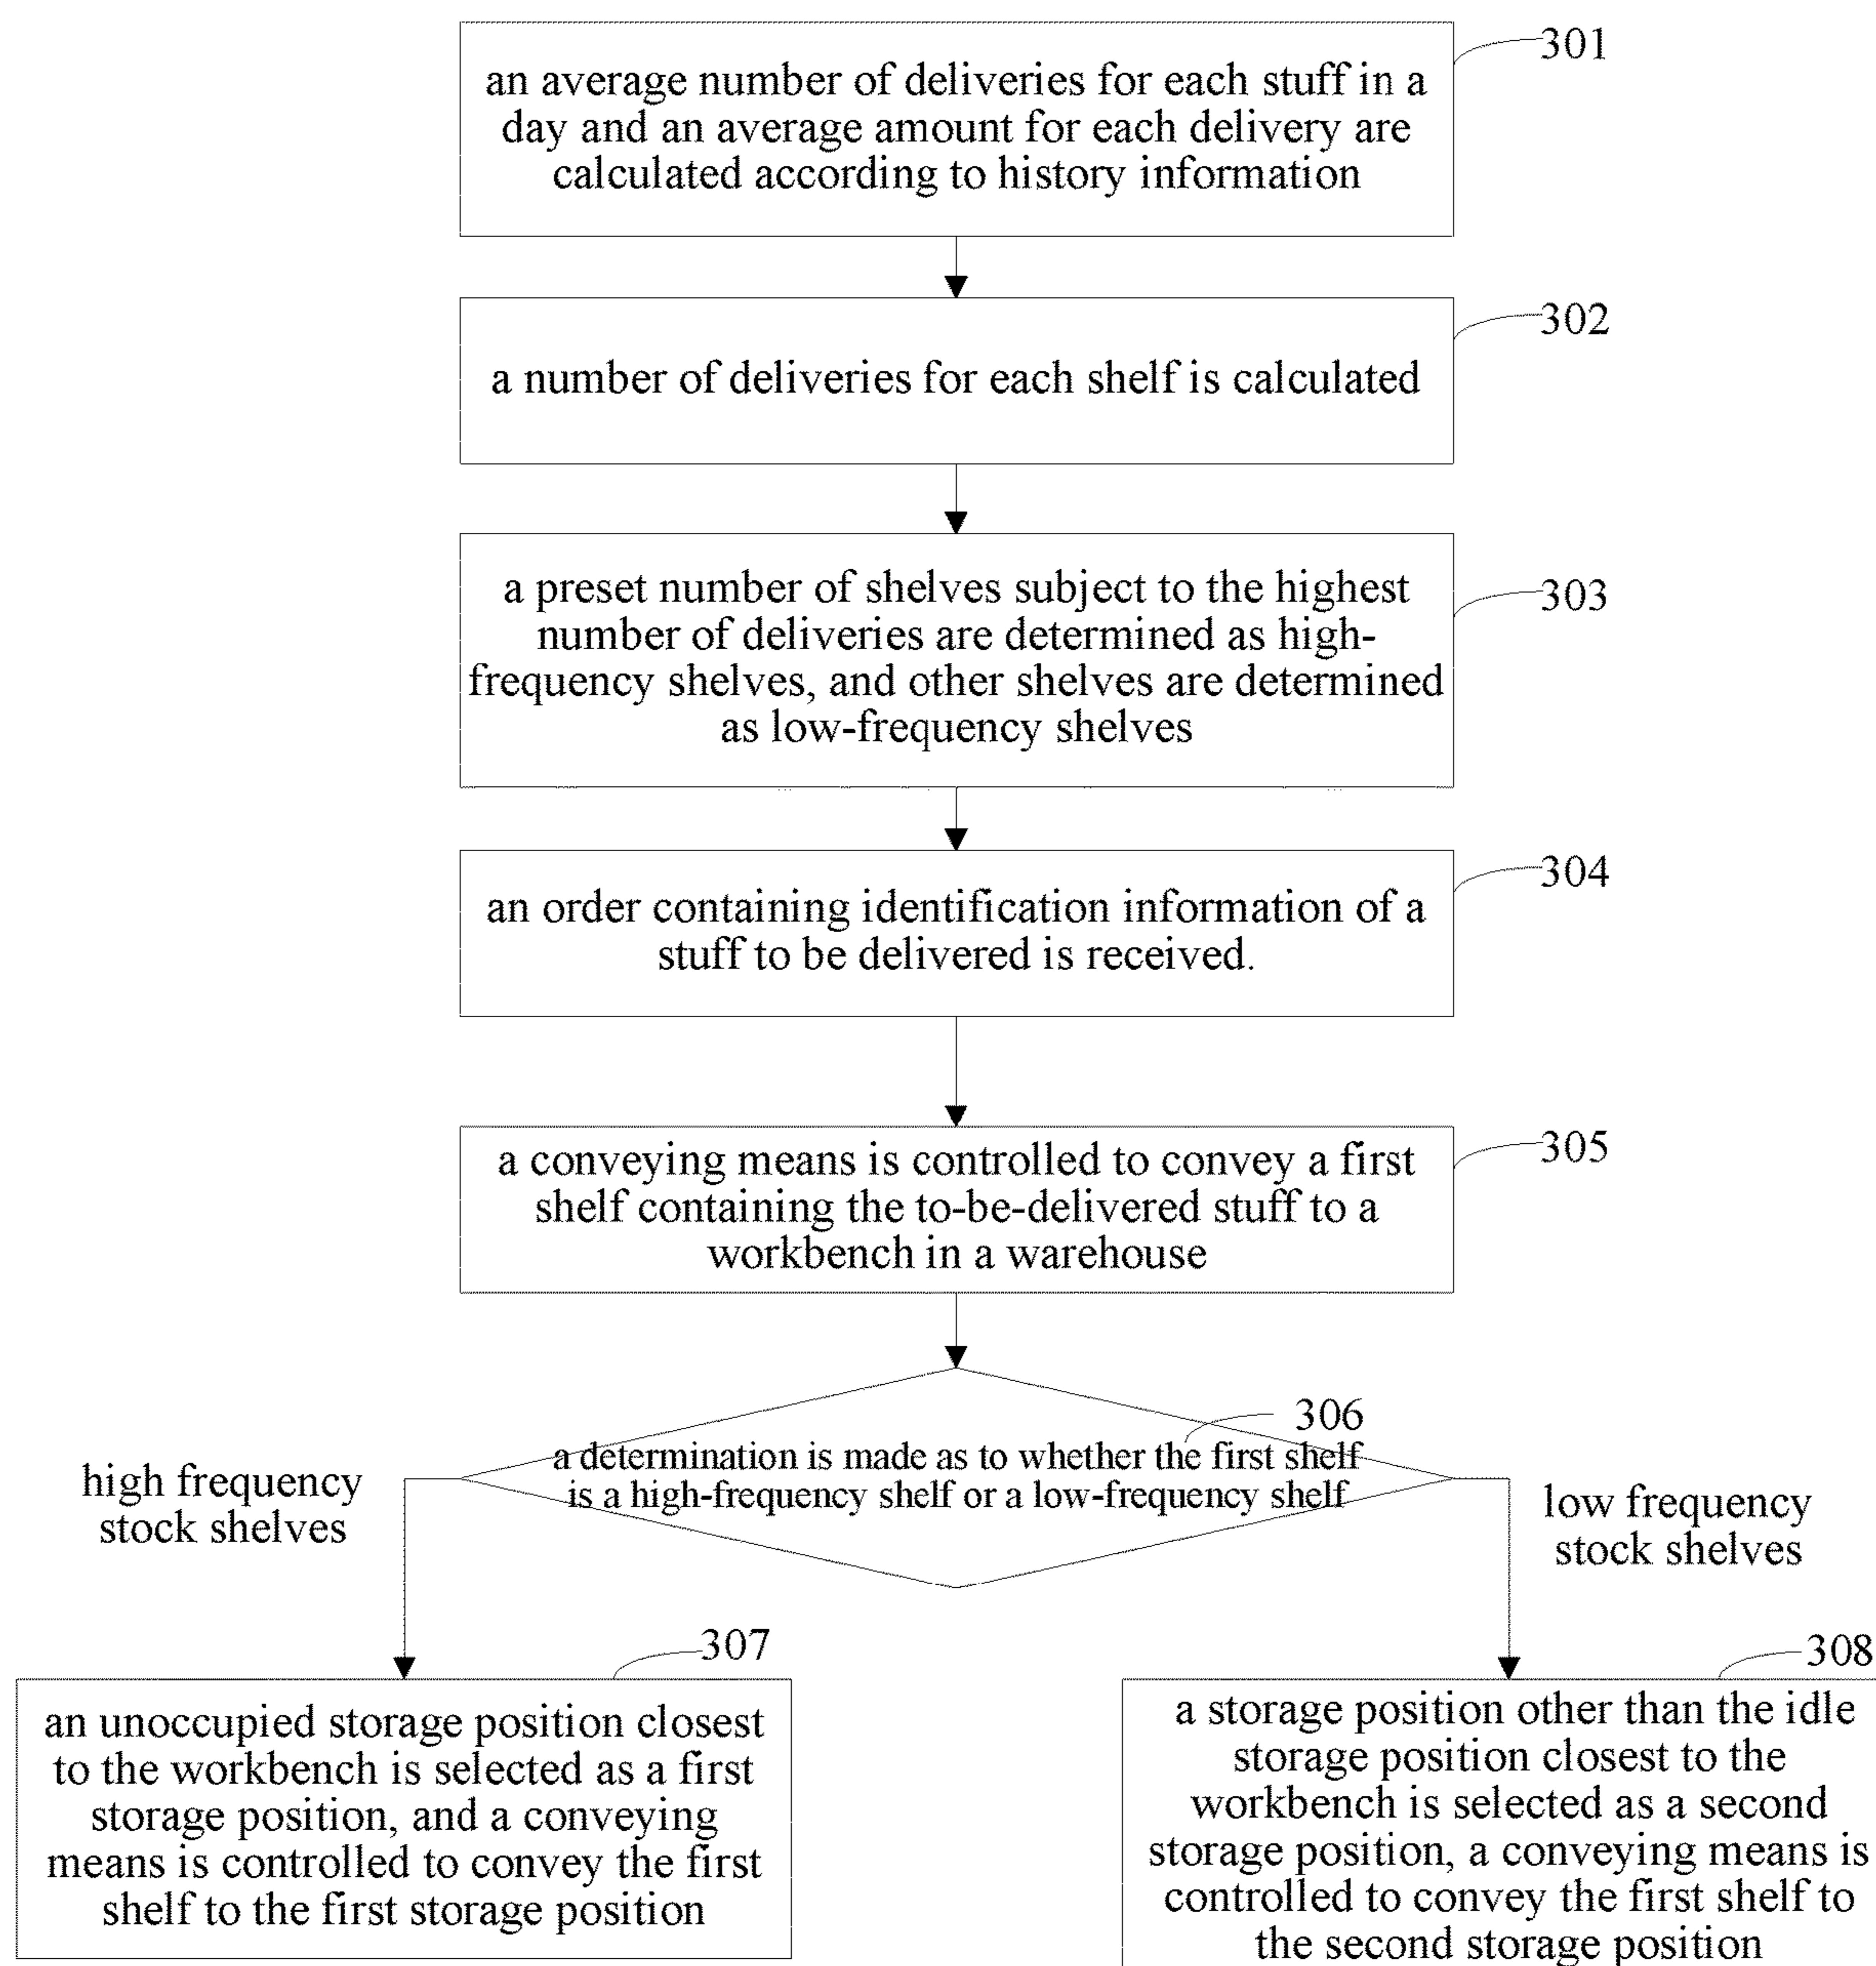 301
an average number of deliveries for each stuff in a
day and an average amount for each delivery are
calculated according to history information
302
a number of deliveries for each shelf is calculated
303
a preset number of shelves subject to the highest
number of deliveries are determined as high-
frequency shelves, and other shelves are determined
as low-frequency shelves
304
an order containing identification information of a
stuff to be delivered is received.
305
a conveying means is controlled to convey a first
shelf containing the to-be-delivered stuff to a
workbench in a warehouse
306
a determination is made as to whether the first shelf
is a high-frequency shelf or a low-frequency shelf
high frequency
stock shelves
low frequency
stock shelves
307
an unoccupied storage position closest
to the workbench is selected as a first
storage position, and a conveying
means is controlled to convey the first
shelf to the first storage position
308
a storage position other than the idle
storage position closest to the
workbench is selected as a second
storage position, a conveying means is
controlled to convey the first shelf to
the second storage position